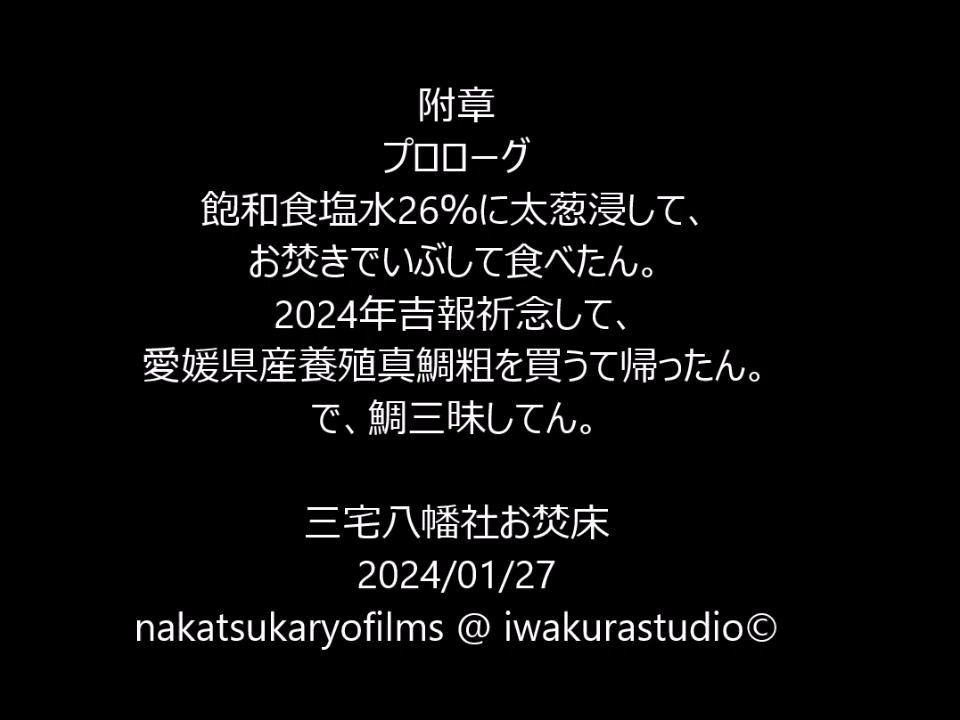 附章
プロローグ
飽和食塩水26%に太葱浸して、
お焚きでいぶして食べたん。
2024年吉報祈念して、
愛媛県産養殖真鯛粗を買うて帰ったん。
で、鯛三昧してん。
三宅八幡社お焚床
2024/01/27
nakatsukaryofilms @ iwakurastudio©